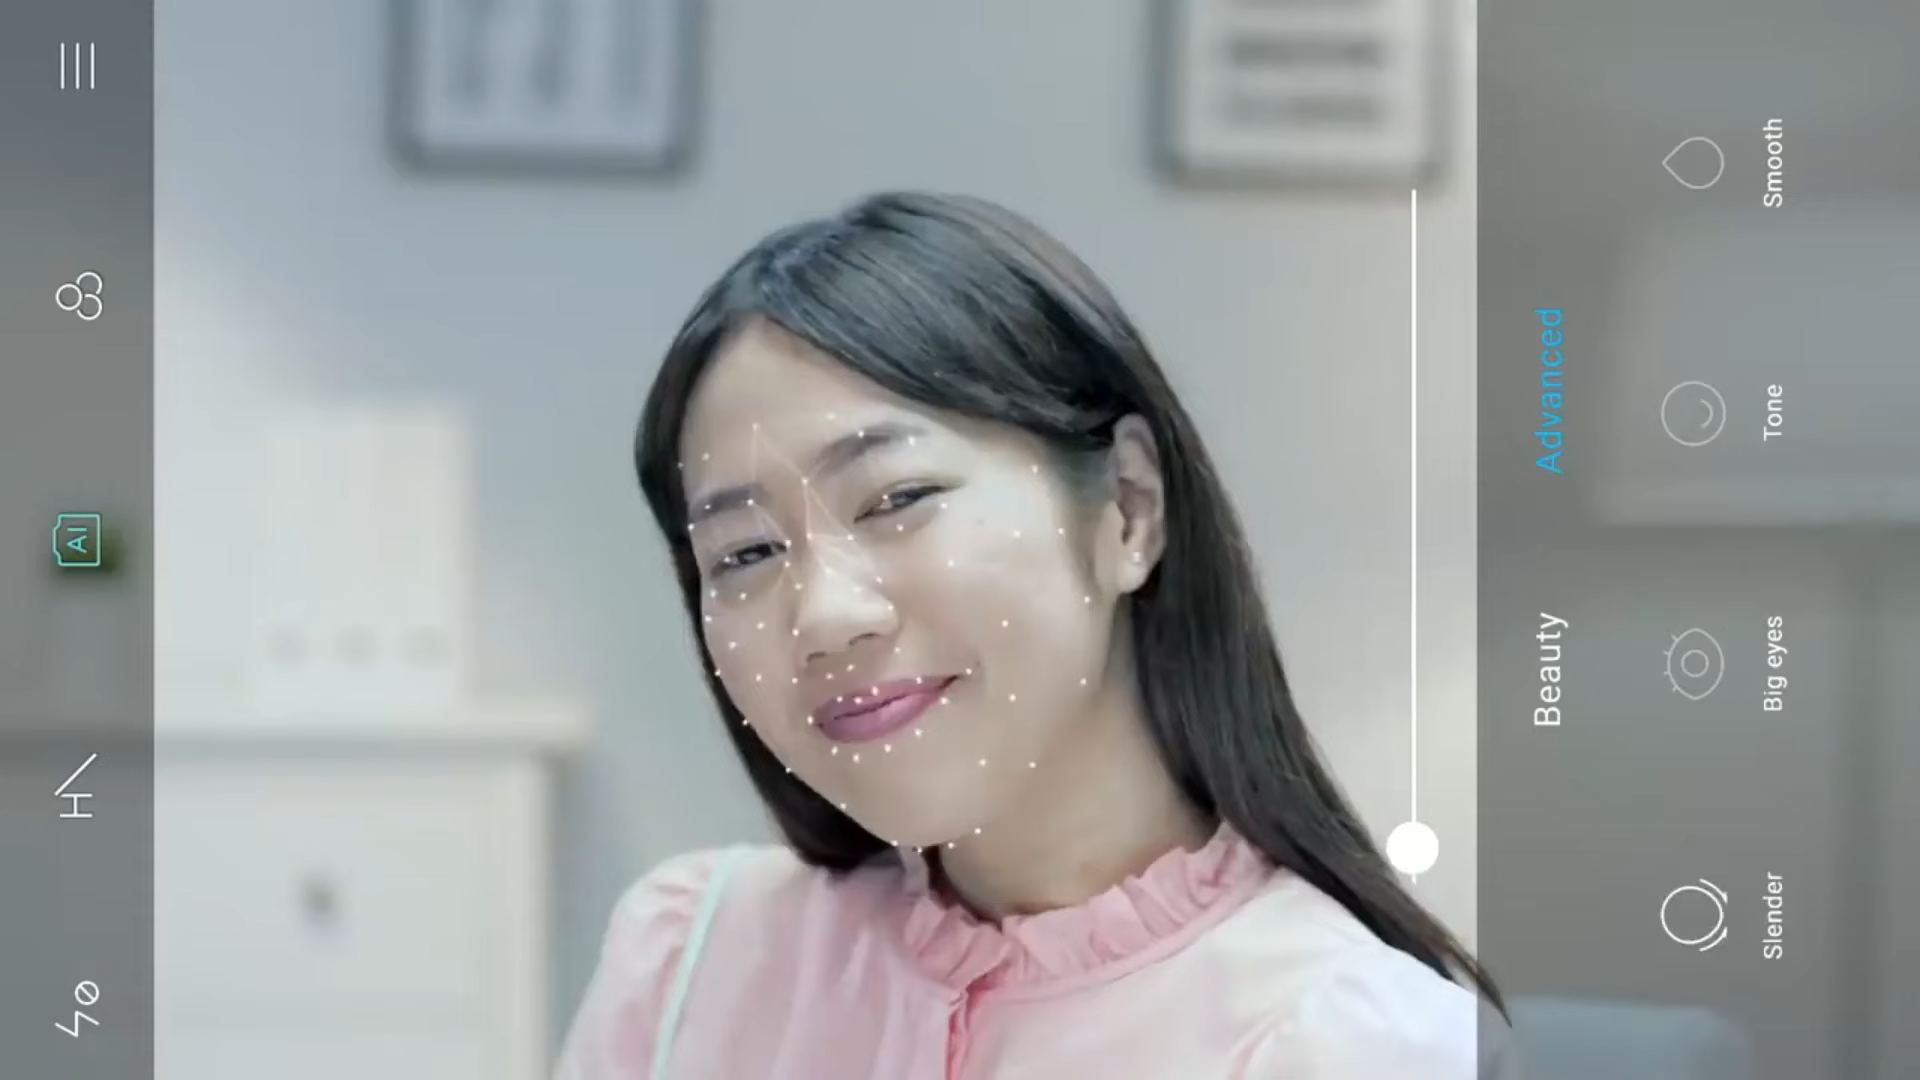 AI
H
Beauty
Advanced
Slender
Big eyes
Tone
Smooth